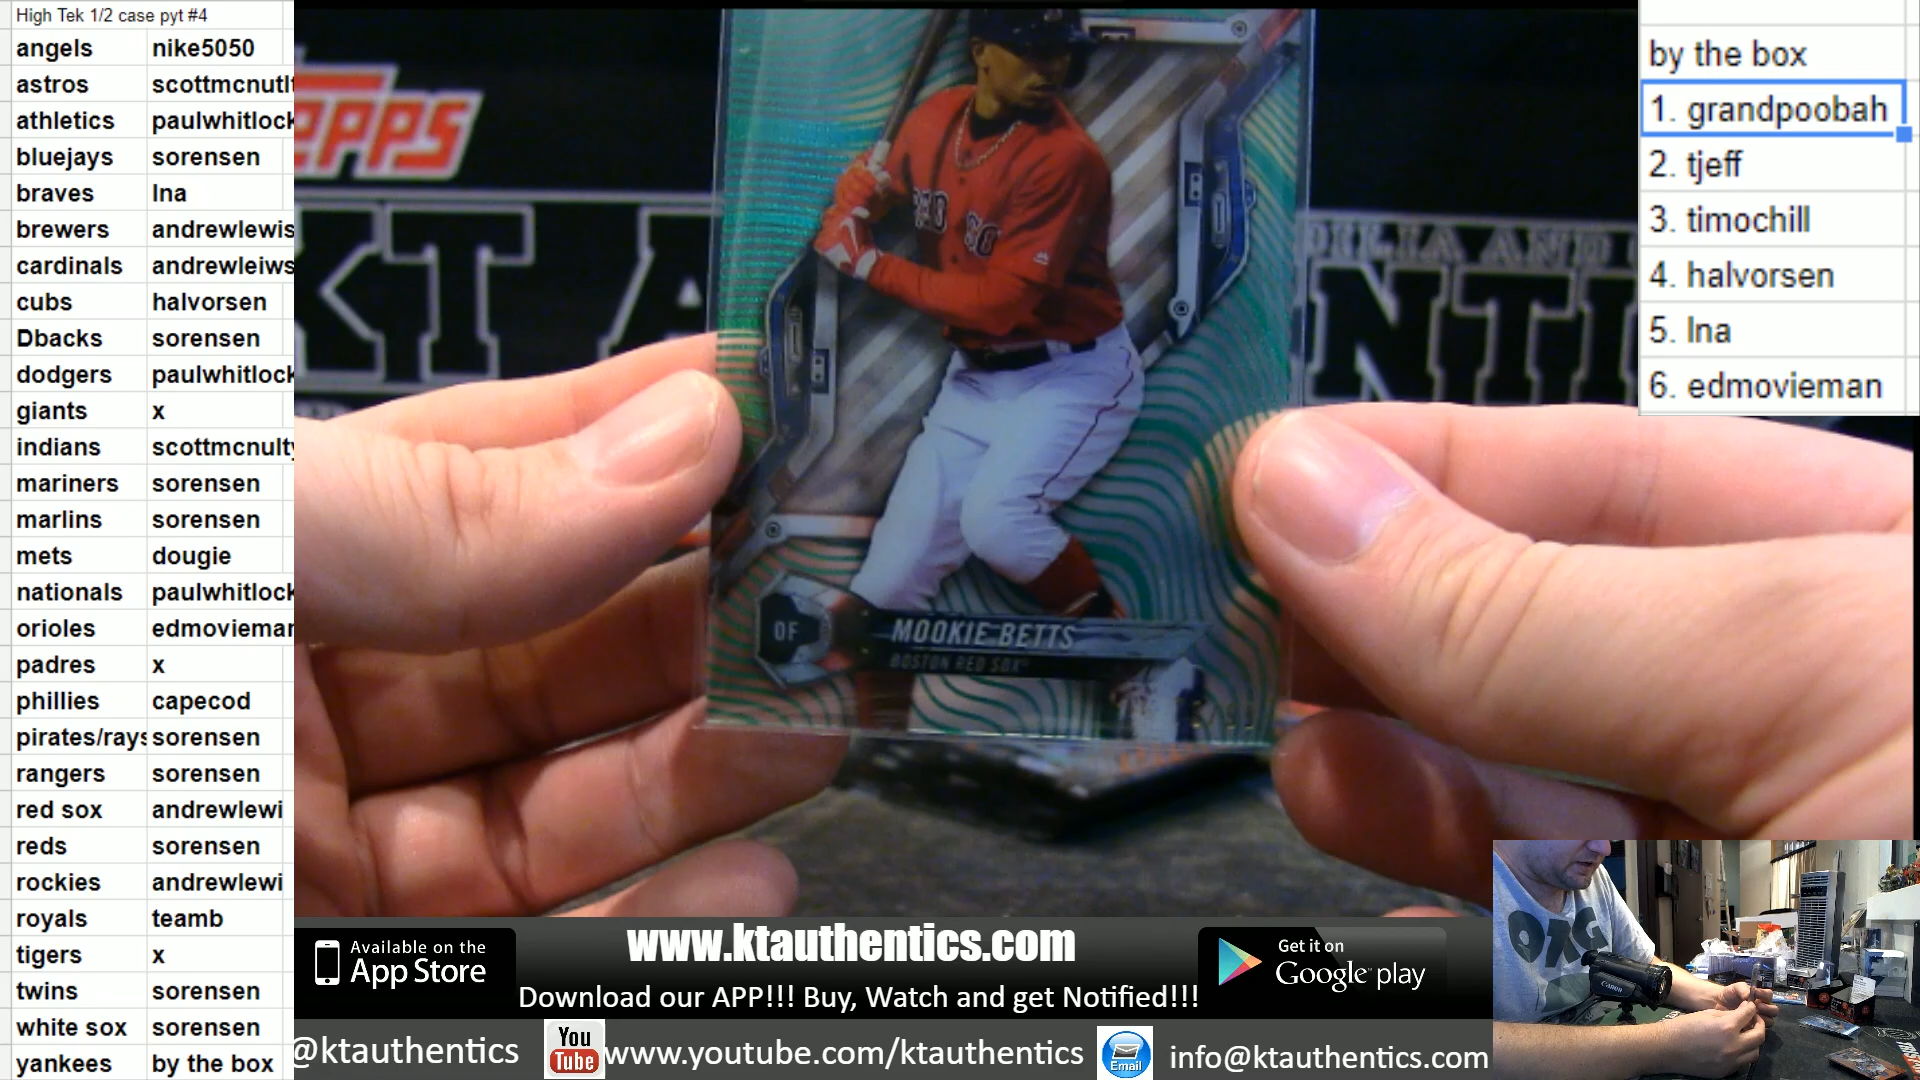 High Tek 1/2 case pyt #4
angels nike5050
astros scottmcnutlt
athletics paulwhitlock
bluejays sorensen
braves lna
brewers andrewlewis
cardinals andrewleiws
cubs halvorsen
Dbacks sorensen
dodgers paulwhitlock
giants x
indians scottmcnulty
mariners sorensen
marlins sorensen
mets dougie
nationals paulwhitlock
orioles edmovieman
padres x
phillies capecod
pirates/rays sorensen
rangers sorensen
red sox andrewlewi
reds sorensen
rockies andrewlewi
royals teamb
tigers x
twins sorensen
white sox sorensen
yankees by the box
by the box
1. grandpoobah
2. tjeff
3. timochill
4. halvorsen
5. lna
6. edmovieman
OF
MOOKIE BETTS
BOSTON RED SOX
Available on the
App Store
www.ktauthentics.com
Get it on
Google play
Download our APP!!! Buy, Watch and get Notified!!!
@ktauthentics
You
Tube
www.youtube.com/ktauthentics
Email
info@ktauthentics.com
Canon